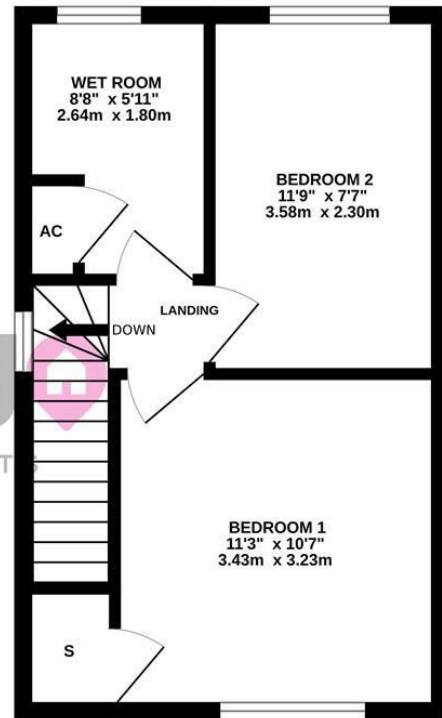 WET ROOM
8'8" x 5'11"
2.64m x 1.80m
BEDROOM 2
11'9" x 7'7"
3.58m x 2.30m
AC
LANDING
DOWN
BEDROOM 1
11'3" x 10'7"
3.43m x 3.23m
S